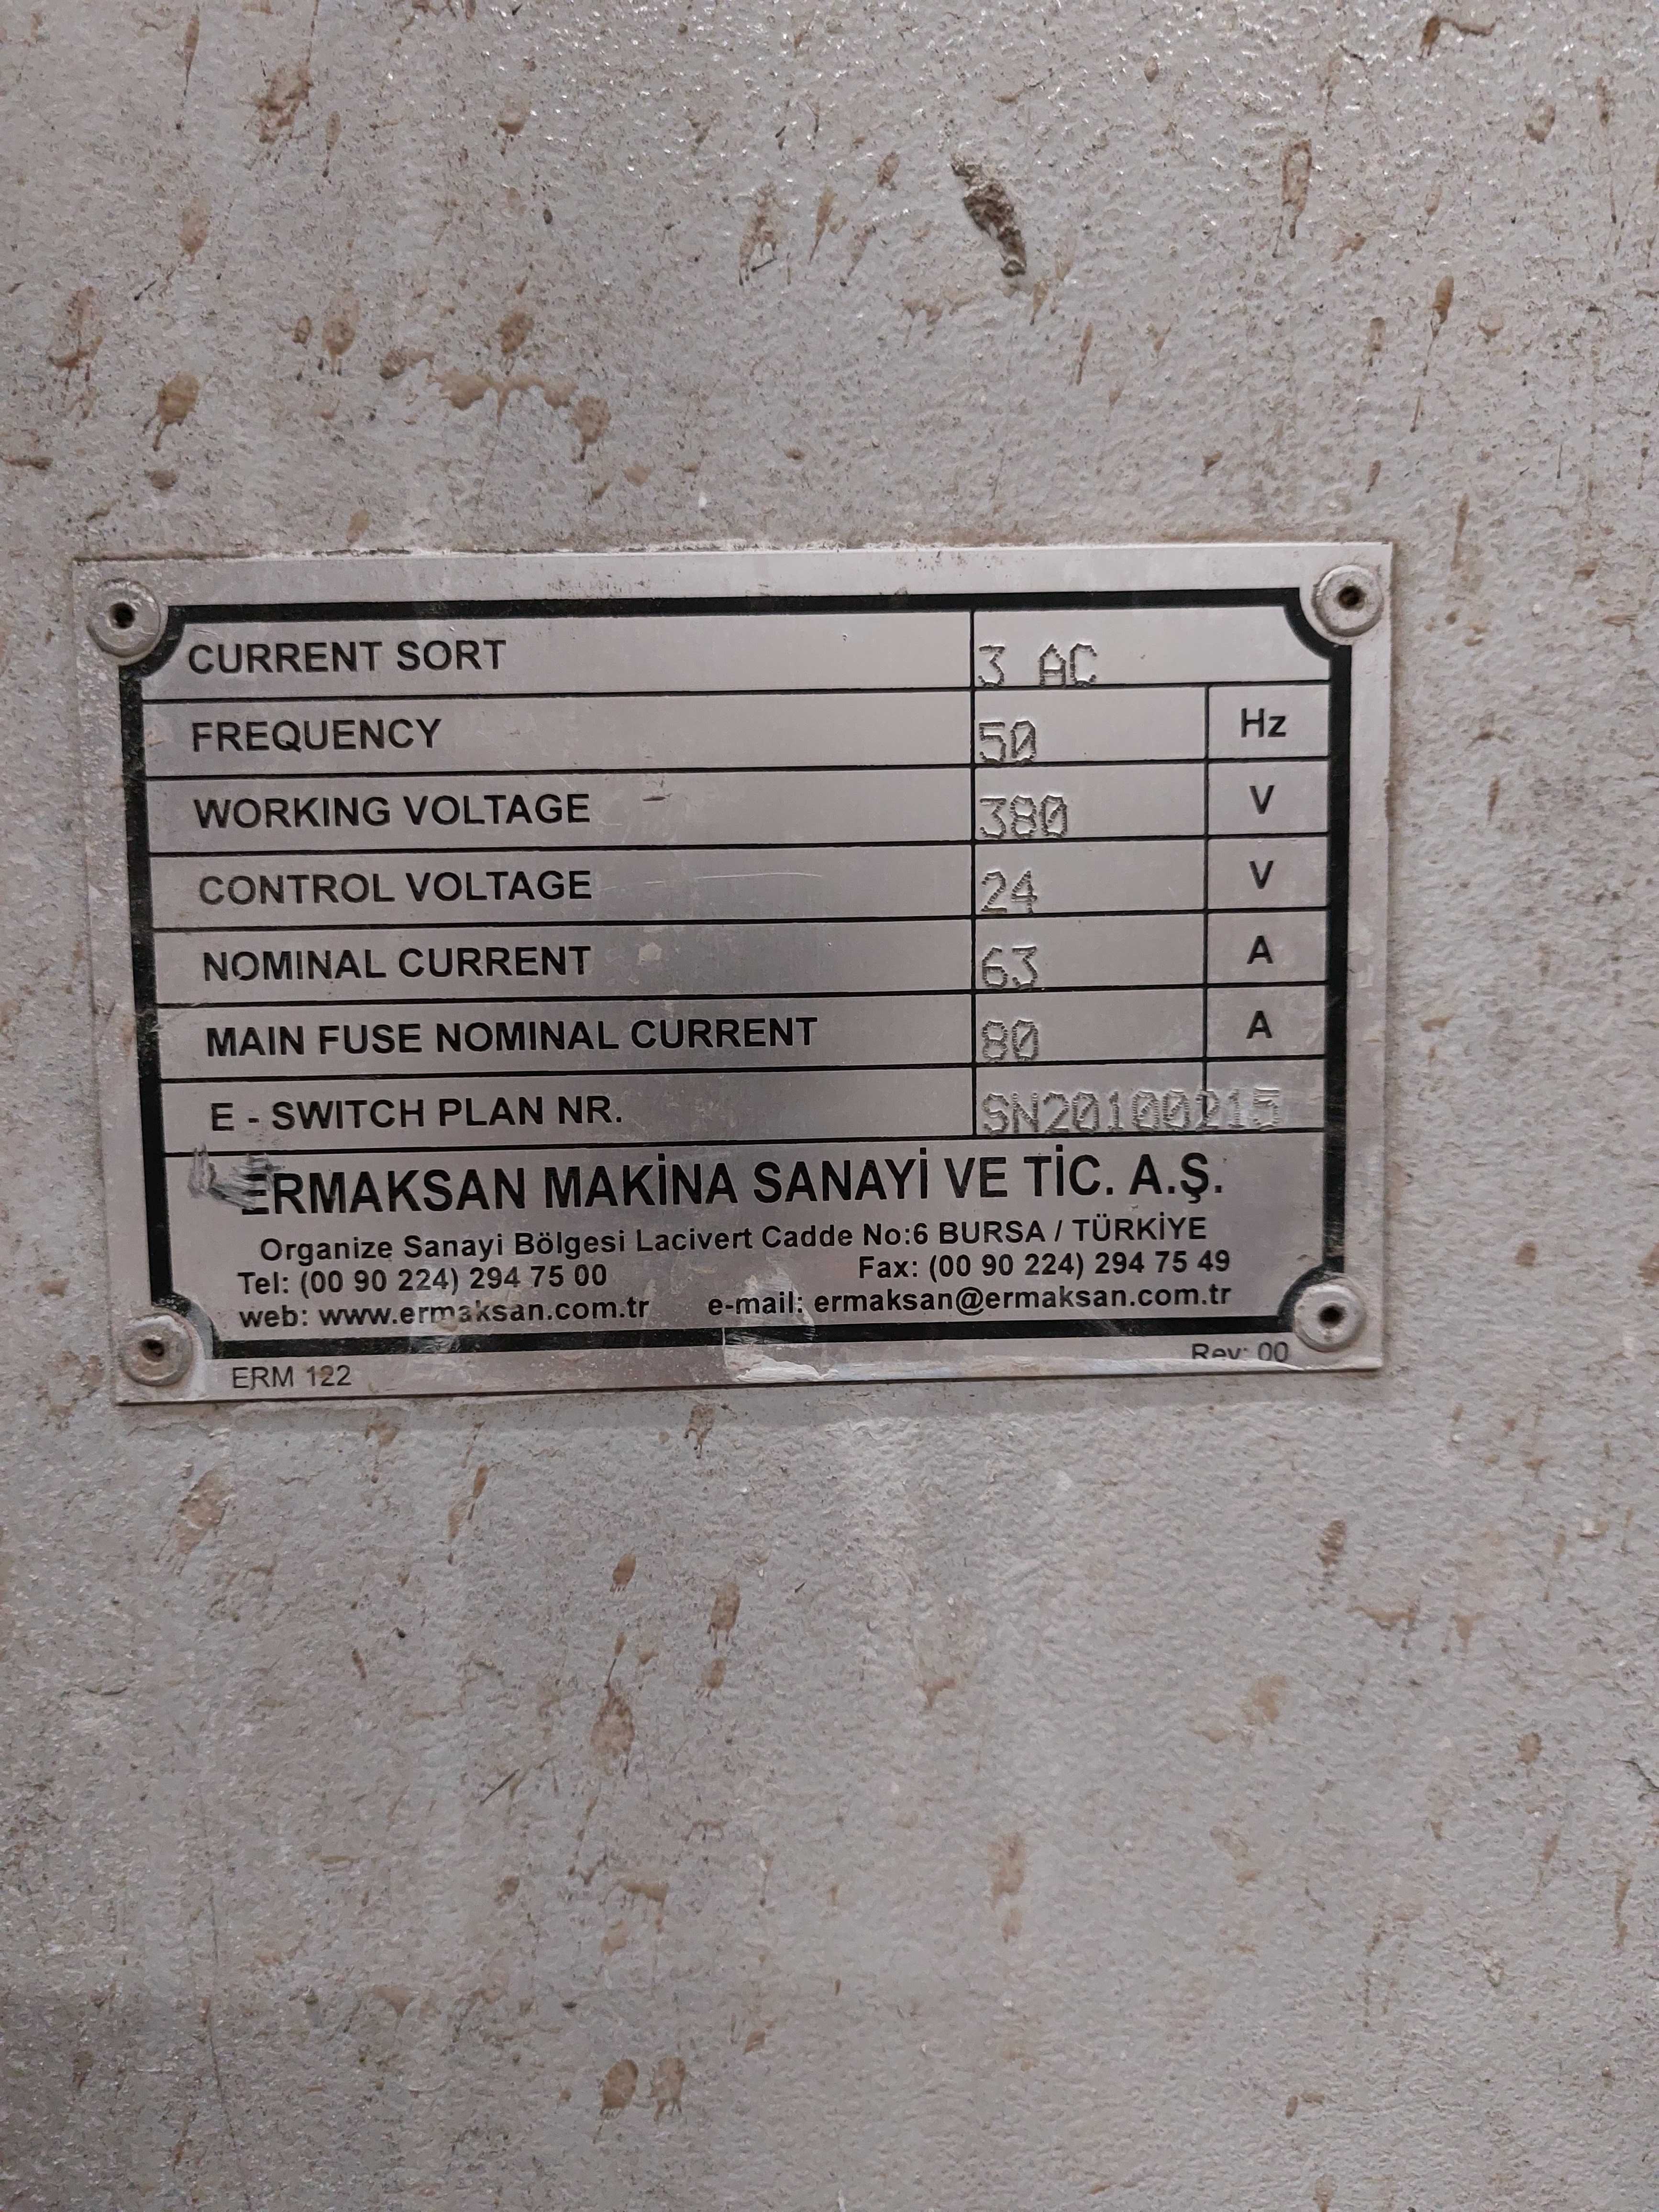 CURRENT SORT 3 AC
FREQUENCY 50 Hz
WORKING VOLTAGE 380 V
CONTROL VOLTAGE 24 V
NOMINAL CURRENT 63 A
MAIN FUSE NOMINAL CURRENT 80 A
E - SWITCH PLAN NR. SN20100215
ERMAKSAN MAKİNA SANAYİ VE TİC. A.Ş.
Organize Sanayi Bölgesi Lacivert Cadde No:6 BURSA / TÜRKİYE
Tel: (00 90 224) 294 75 00 Fax: (00 90 224) 294 75 49
web: www.ermaksan.com.tr e-mail: ermaksan@ermaksan.com.tr
ERM 122 Rev: 00